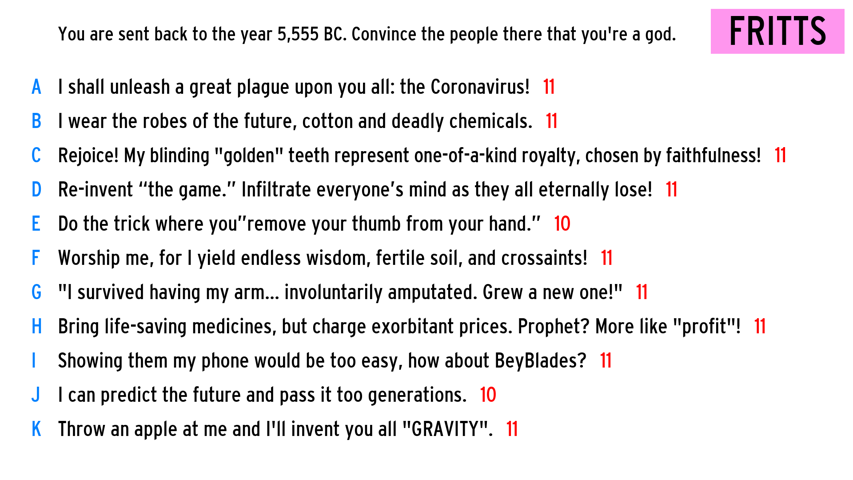 You are sent back to the year 5,555 BC. Convince the people there that you're a god.
FRITTS
A I shall unleash a great plague upon you all: the Coronavirus! 11
B I wear the robes of the future, cotton and deadly chemicals. 11
C Rejoice! My blinding "golden" teeth represent one-of-a-kind royalty, chosen by faithfulness! 11
D Re-invent “the game.” Infiltrate everyone’s mind as they all eternally lose! 11
E Do the trick where you”remove your thumb from your hand.” 10
F Worship me, for I yield endless wisdom, fertile soil, and crossaints! 11
G "I survived having my arm... involuntarily amputated. Grew a new one!" 11
H Bring life-saving medicines, but charge exorbitant prices. Prophet? More like "profit"! 11
I Showing them my phone would be too easy, how about BeyBlades? 11
J I can predict the future and pass it too generations. 10
K Throw an apple at me and I'll invent you all "GRAVITY". 11